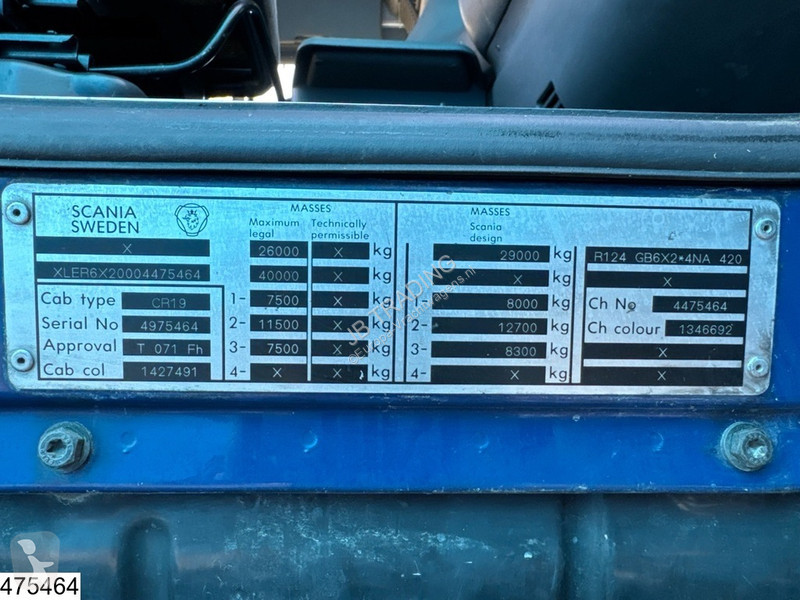 SCANIA
SWEDEN
X
XLER6X20004475464
Cab type CR19
Serial No 4975464
Approval T 071 Fh
Cab col 1427491
MASSES
Maximum legal Technically permissible
26000 X kg
40000 X kg
1- 7500 X kg
2- 11500 X kg
3- 7500 X kg
4- X X kg
MASSES
Scania design
29000 kg
kg
1- 8000 kg
2- 12700 kg
3- 8300 kg
4- X kg
R124 GB6X2*4NA 420
X
Ch No 4475464
Ch colour 1346692
X
X
JB TRADING
475464